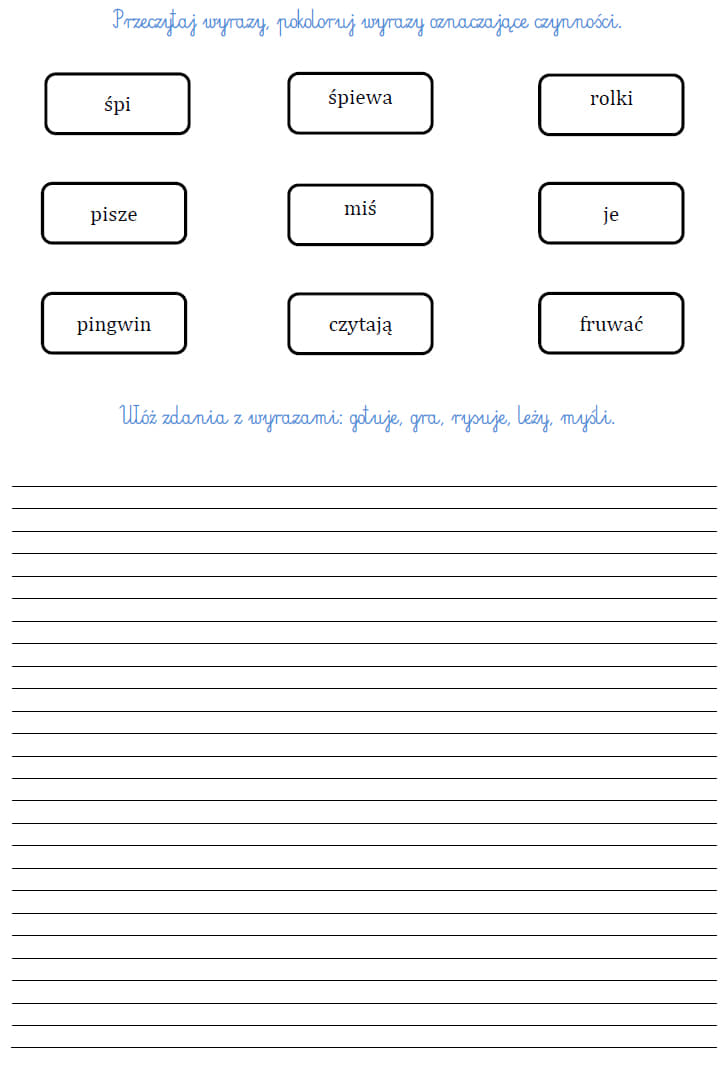 Przeczytaj wyrazy, pokoloruj wyrazy oznaczające czynności.
śpi śpiewa rolki
pisze miś je
pingwin czytają fruwać
Ułóż zdania z wyrazami: gotuje, gra, rysuje, leży, myśli.